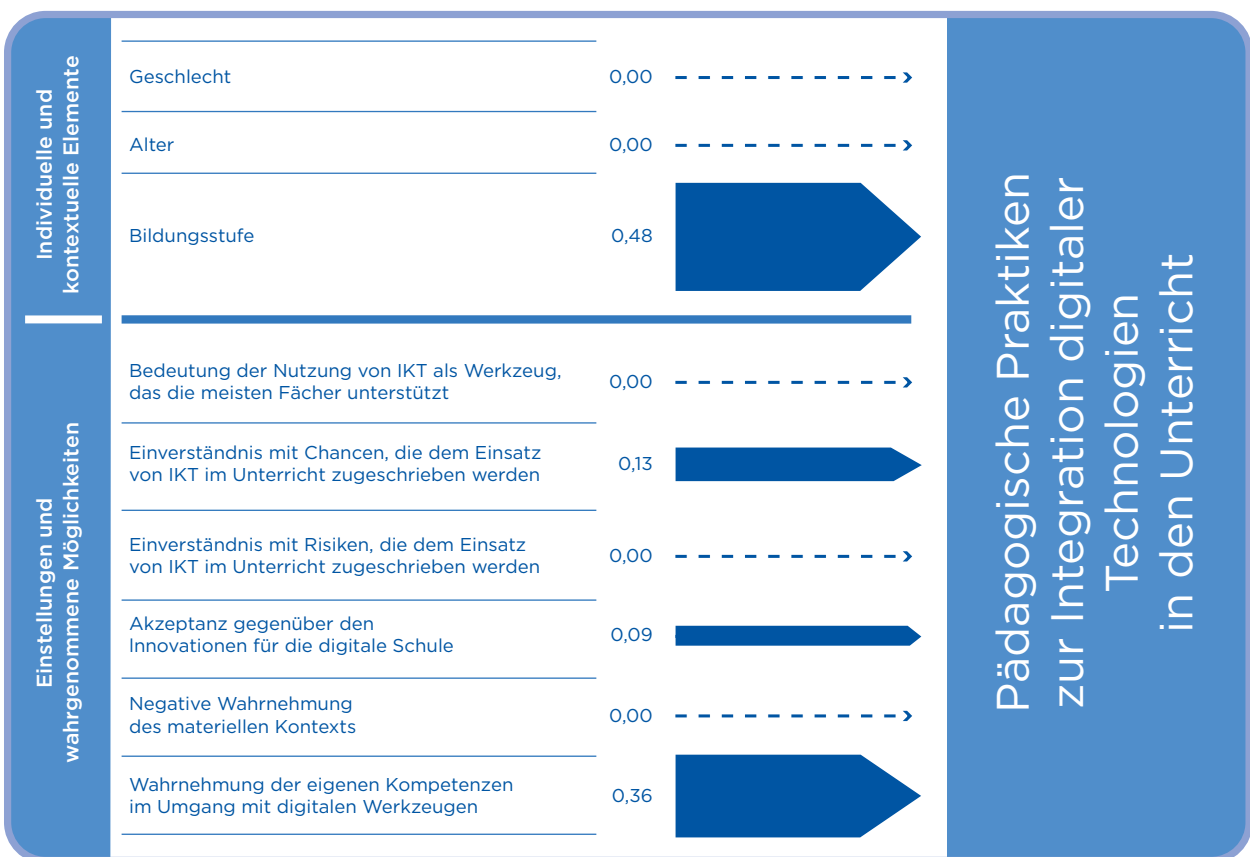 Individuelle und
kontextuelle Elemente
Geschlecht
0,00
Alter
0,00
Bildungsstufe
0,48
Einstellungen und
wahrgenommene Möglichkeiten
Bedeutung der Nutzung von IKT als Werkzeug,
das die meisten Fächer unterstützt
0,00
Einverständnis mit Chancen, die dem Einsatz
von IKT im Unterricht zugeschrieben werden
0,13
Einverständnis mit Risiken, die dem Einsatz
von IKT im Unterricht zugeschrieben werden
0,00
Akzeptanz gegenüber den
Innovationen für die digitale Schule
0,09
Negative Wahrnehmung
des materiellen Kontexts
0,00
Wahrnehmung der eigenen Kompetenzen
im Umgang mit digitalen Werkzeugen
0,36
Pädagogische Praktiken
zur Integration digitaler
Technologien
in den Unterricht